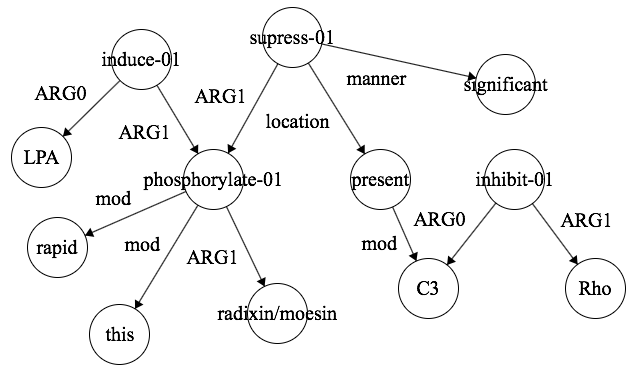 supress-01
induce-01
manner
significant
ARG0
ARG1
location
ARG1
LPA
phosphorylate-01
present
inhibit-01
mod
ARG0
ARG1
rapid
mod
ARG1
mod
C3
Rho
radixin/moesin
this